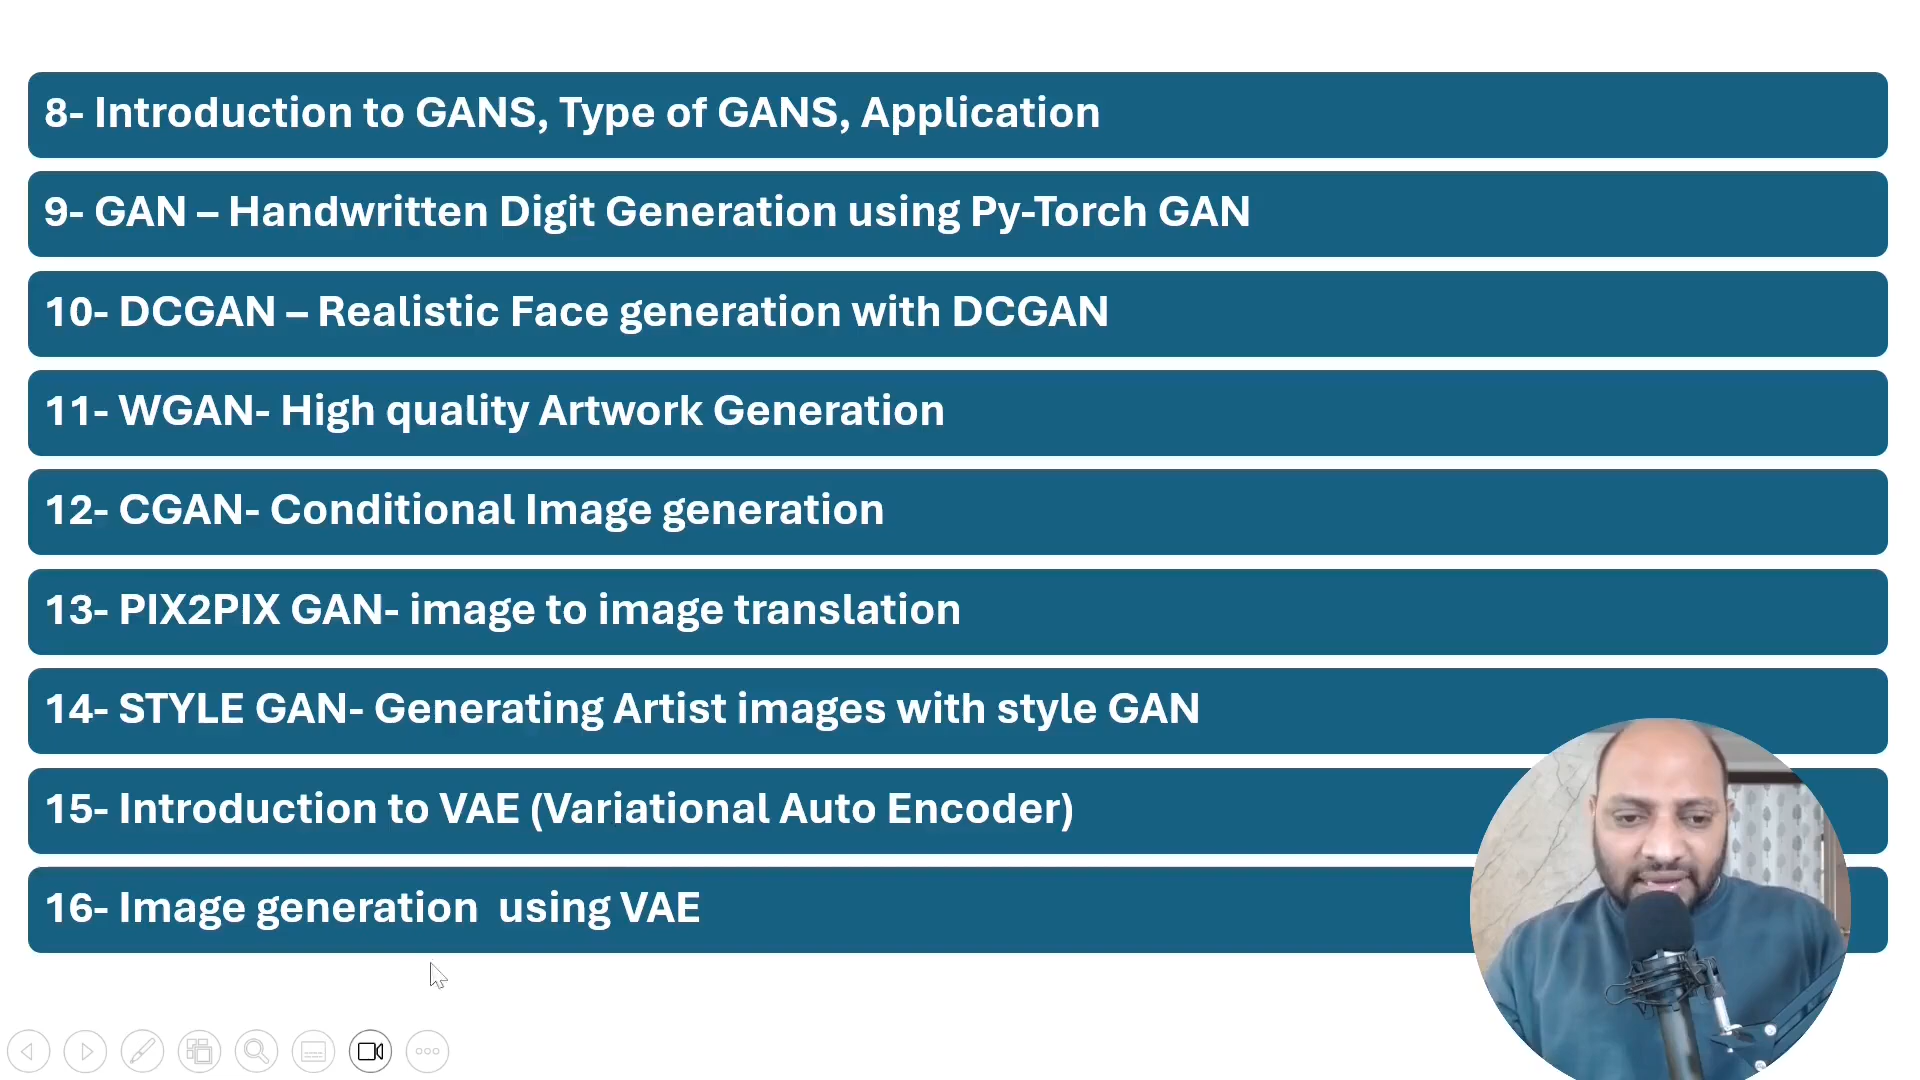 8- Introduction to GANS, Type of GANS, Application
9- GAN – Handwritten Digit Generation using Py-Torch GAN
10- DCGAN – Realistic Face generation with DCGAN
11- WGAN- High quality Artwork Generation
12- CGAN- Conditional Image generation
13- PIX2PIX GAN- image to image translation
14- STYLE GAN- Generating Artist images with style GAN
15- Introduction to VAE (Variational Auto Encoder)
16- Image generation  using VAE